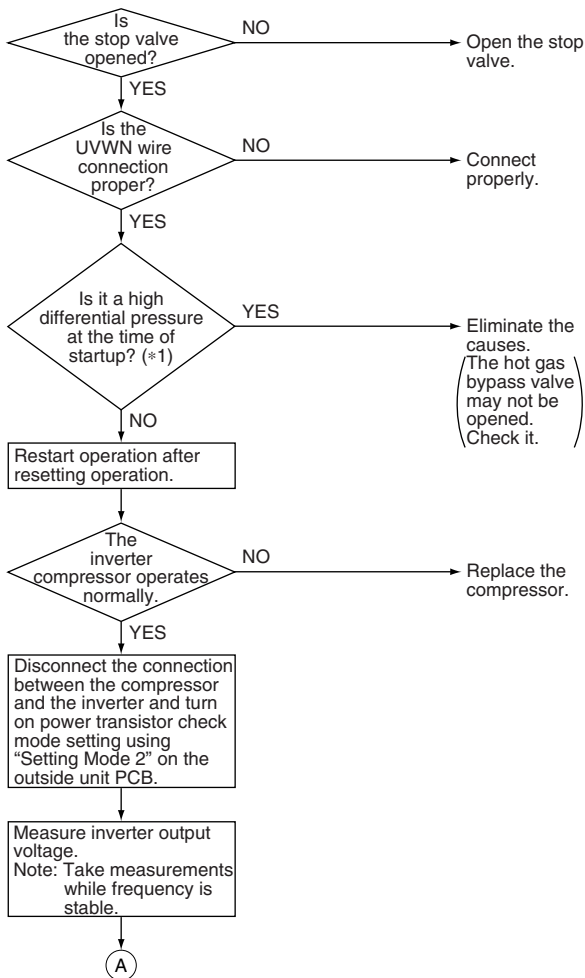 Is
the stop valve
opened?
NO
Open the stop
valve.
YES
Is the
UVWN wire
connection
proper?
NO
Connect
properly.
YES
Is it a high
differential pressure
at the time of
startup? (*1)
YES
Eliminate the
causes.
(The hot gas
bypass valve
may not be
opened.
Check it.)
NO
Restart operation after
resetting operation.
The
inverter
compressor operates
normally.
NO
Replace the
compressor.
YES
Disconnect the connection
between the compressor
and the inverter and turn
on power transistor check
mode setting using
“Setting Mode 2” on the
outside unit PCB.
Measure inverter output
voltage.
Note: Take measurements
while frequency is
stable.
A